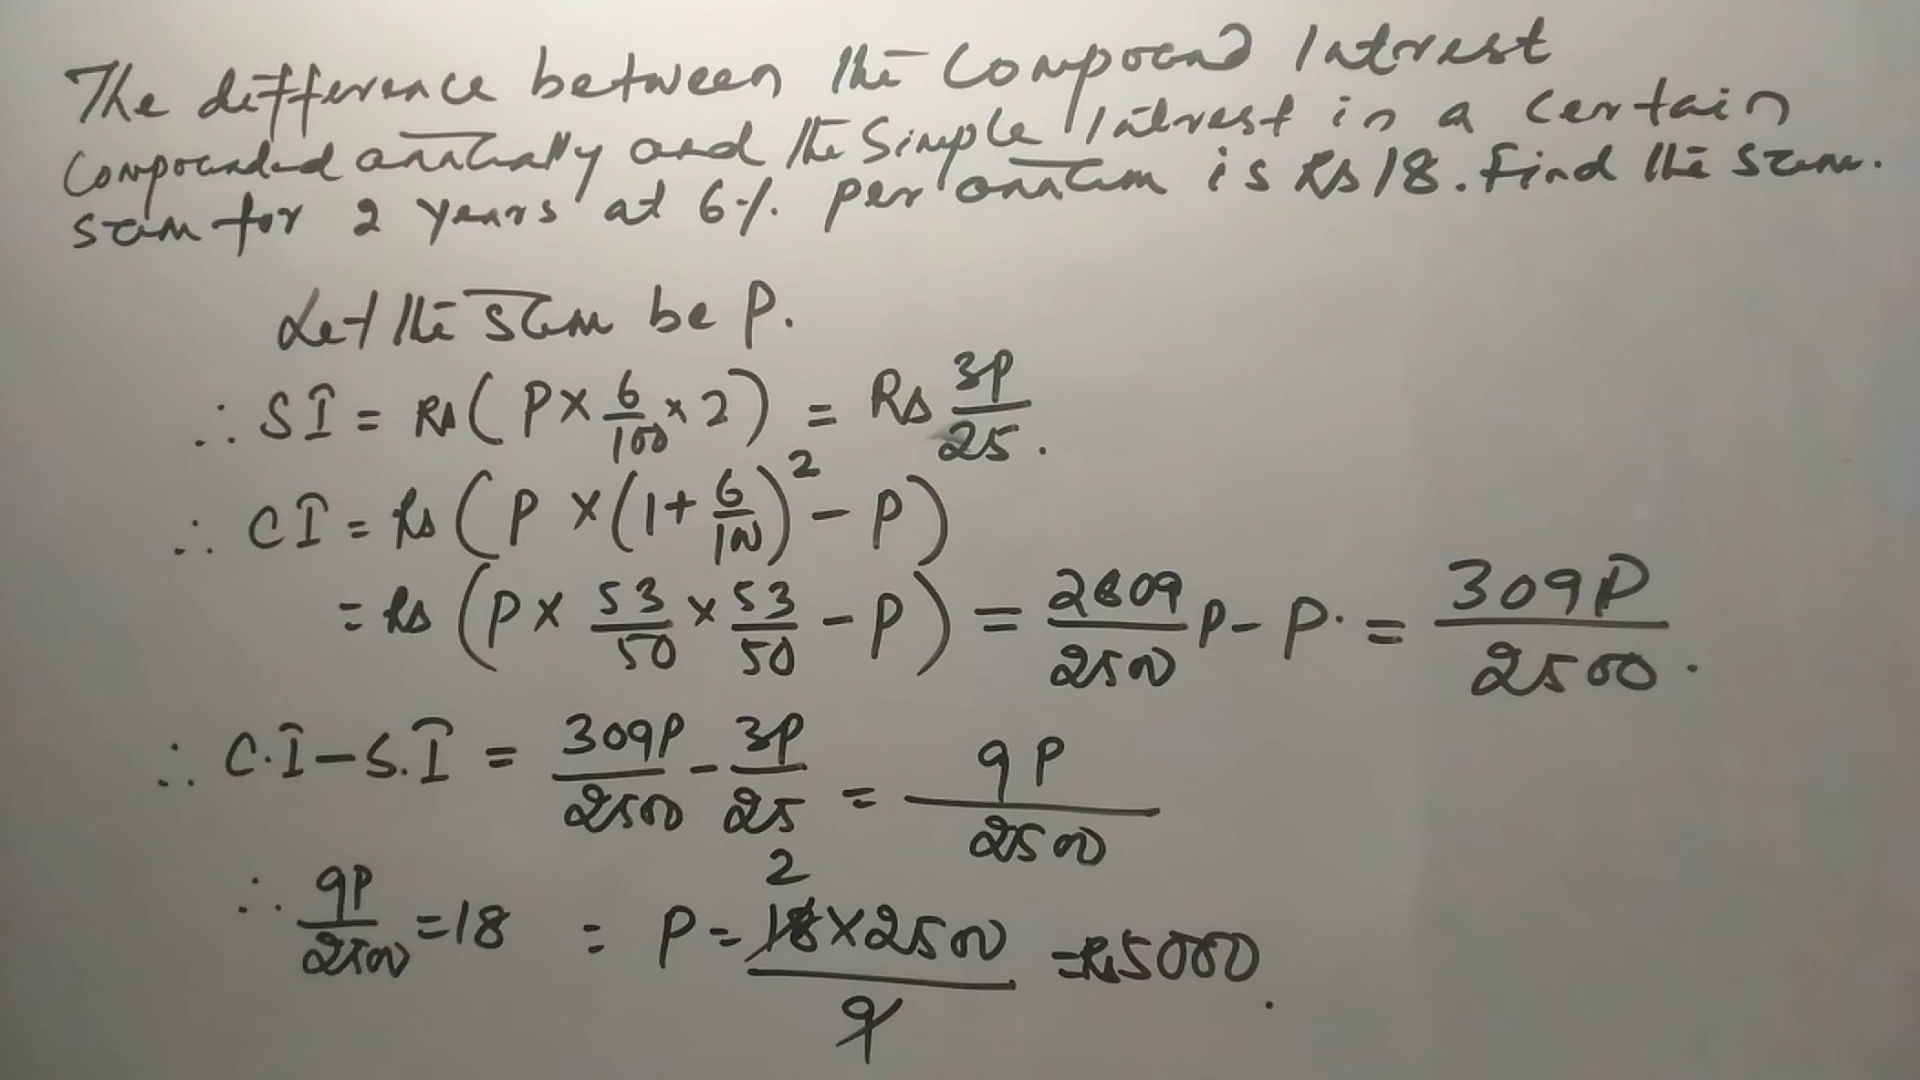 The difference between the Compound Interest
Compounded annually and the Simple Interest in a certain
sum for 2 years at 6% per annum is Rs 18. Find the sum.
Let the sum be P.
∴ SI = Rs ( P × 6/100 × 2 ) = Rs 3P/25.
∴ CI = Rs ( P × (1 + 6/100)² - P )
= Rs ( P × 53/50 × 53/50 - P ) = 2809/2500 P - P. = 309P/2500.
∴ C.I - S.I = 309P/2500 - 3P/25 = 9P/2500
2
∴ 9P/2500 = 18 = P = 18 × 2500/9 = Rs 5000.